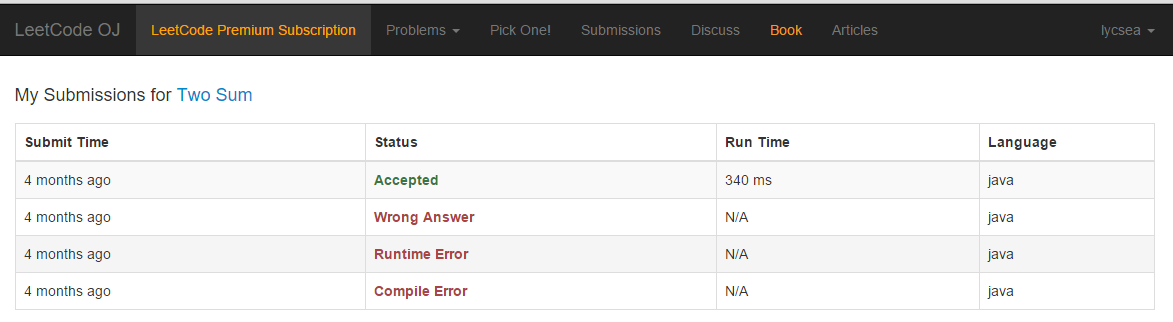 LeetCode OJ LeetCode Premium Subscription Problems Pick One! Submissions Discuss Book Articles lycsea
My Submissions for Two Sum
Submit Time Status Run Time Language
4 months ago Accepted 340 ms java
4 months ago Wrong Answer N/A java
4 months ago Runtime Error N/A java
4 months ago Compile Error N/A java